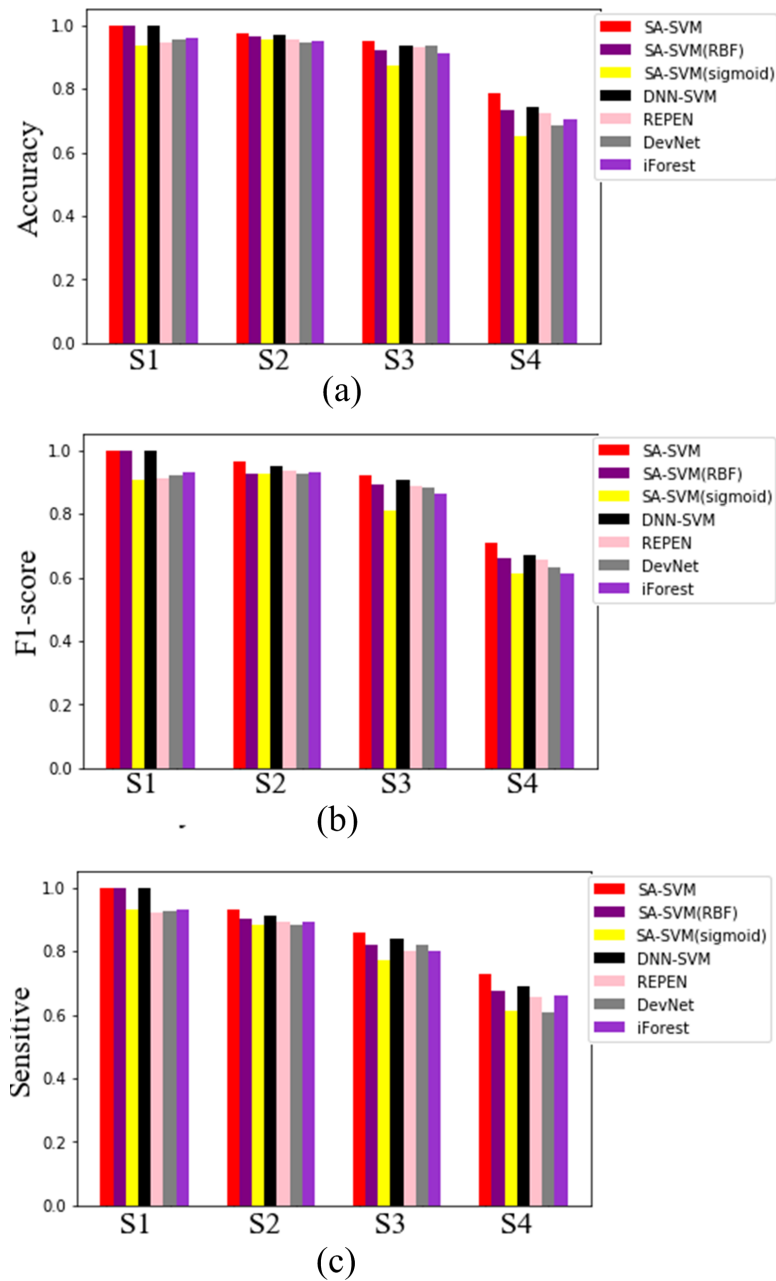 1.0
0.8
0.6
0.4
0.2
0.0
Accuracy
S1 S2 S3 S4
SA-SVM
SA-SVM(RBF)
SA-SVM(sigmoid)
DNN-SVM
REPEN
DevNet
iForest
(a)
1.0
0.8
0.6
0.4
0.2
0.0
F1-score
S1 S2 S3 S4
SA-SVM
SA-SVM(RBF)
SA-SVM(sigmoid)
DNN-SVM
REPEN
DevNet
iForest
(b)
1.0
0.8
0.6
0.4
0.2
0.0
Sensitive
S1 S2 S3 S4
SA-SVM
SA-SVM(RBF)
SA-SVM(sigmoid)
DNN-SVM
REPEN
DevNet
iForest
(c)